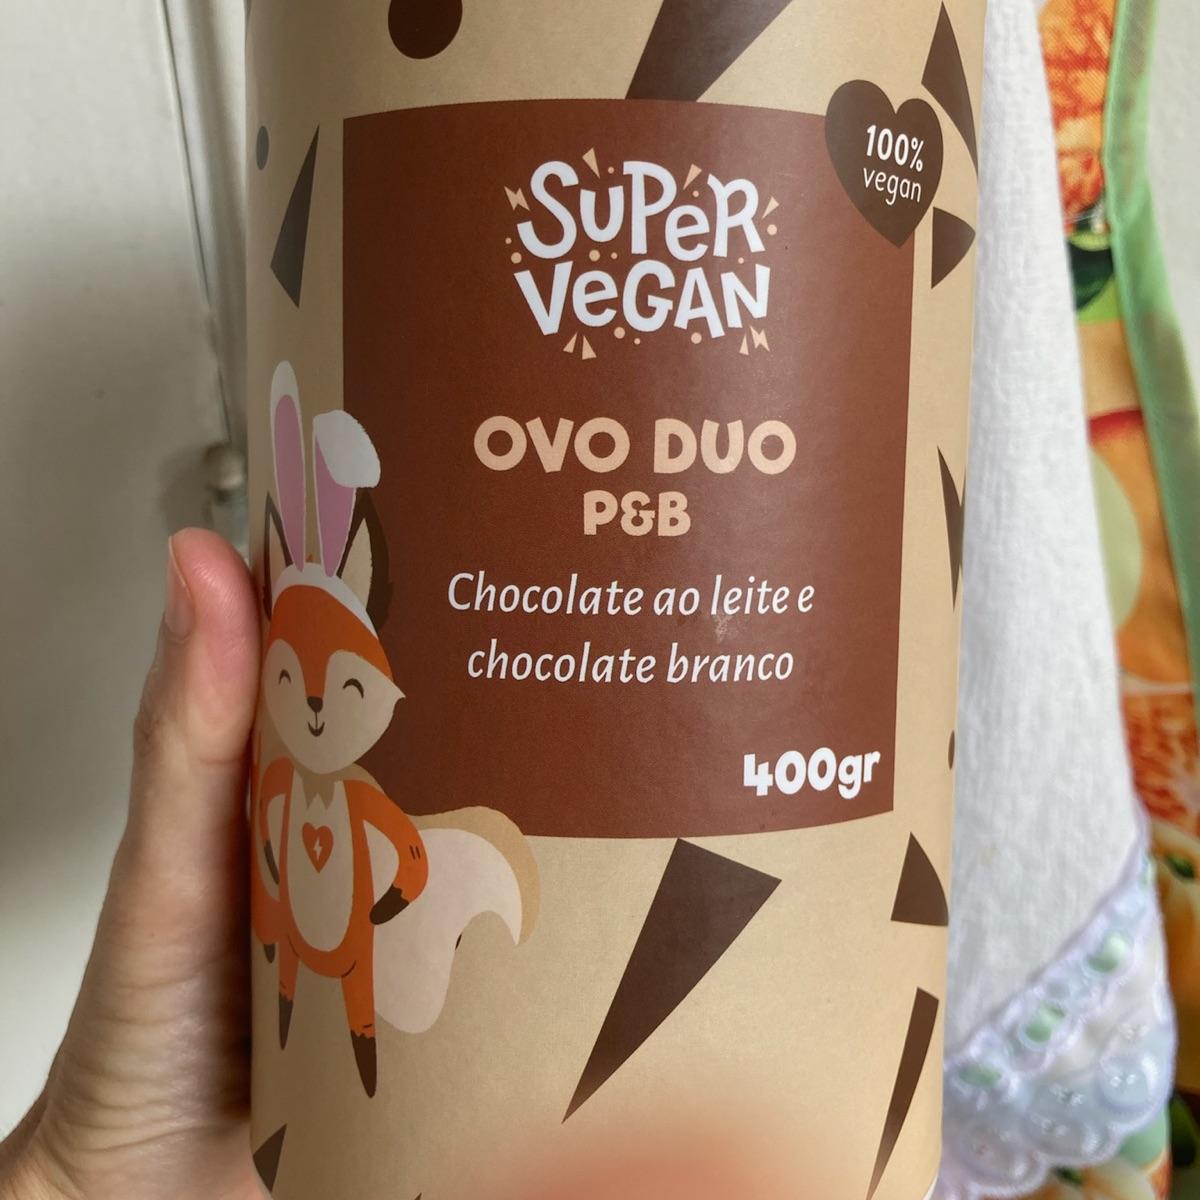 100%
vegan
SUPER
VEGAN
OVO DUO
P&B
Chocolate ao leite e
chocolate branco
400gr